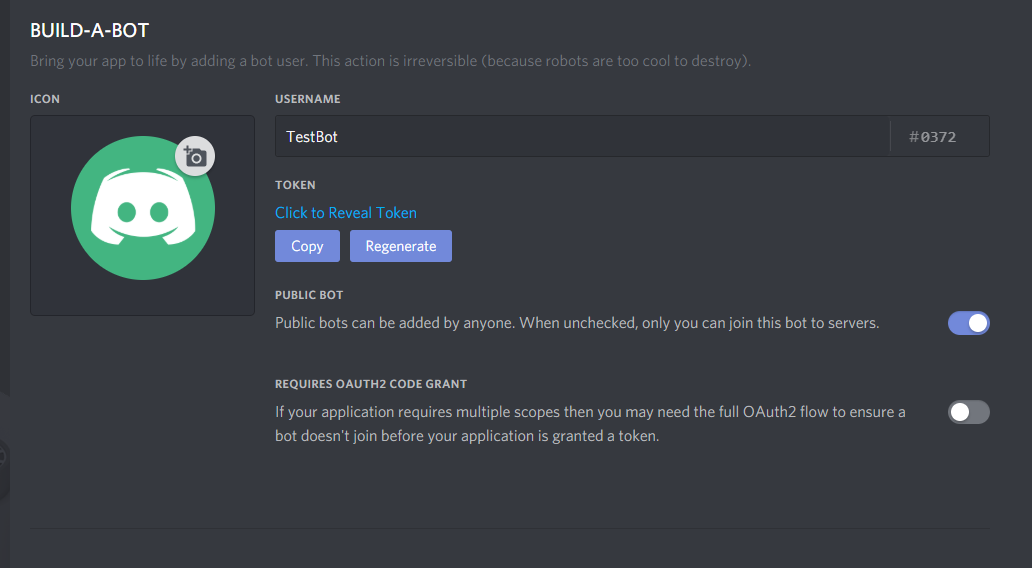 BUILD-A-BOT
Bring your app to life by adding a bot user. This action is irreversible (because robots are too cool to destroy).
ICON
USERNAME
TestBot
#0372
TOKEN
Click to Reveal Token
Copy
Regenerate
PUBLIC BOT
Public bots can be added by anyone. When unchecked, only you can join this bot to servers.
REQUIRES OAUTH2 CODE GRANT
If your application requires multiple scopes then you may need the full OAuth2 flow to ensure a
bot doesn't join before your application is granted a token.